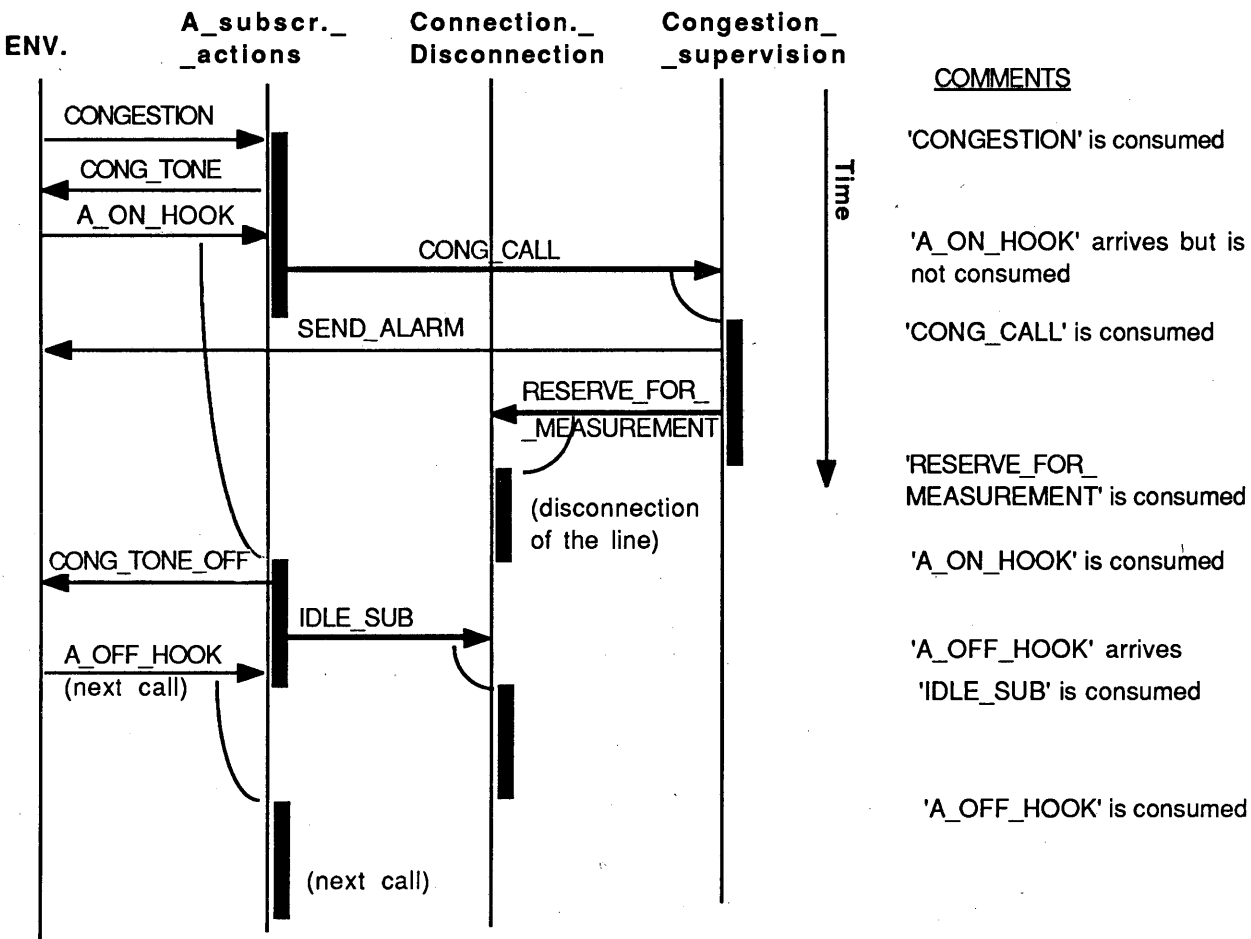 ENV.
A_subscr._
_actions
Connection._
Disconnection
Congestion_
_supervision
COMMENTS
CONGESTION
'CONGESTION' is consumed
CONG_TONE
Time
A_ON_HOOK
'A_ON_HOOK' arrives but is
not consumed
CONG_CALL
SEND_ALARM
'CONG_CALL' is consumed
RESERVE_FOR_
_MEASUREMENT
'RESERVE_FOR_
MEASUREMENT' is consumed
(disconnection
of the line)
CONG_TONE_OFF
'A_ON_HOOK' is consumed
IDLE_SUB
A_OFF_HOOK
(next call)
'A_OFF_HOOK' arrives
'IDLE_SUB' is consumed
'A_OFF_HOOK' is consumed
(next call)